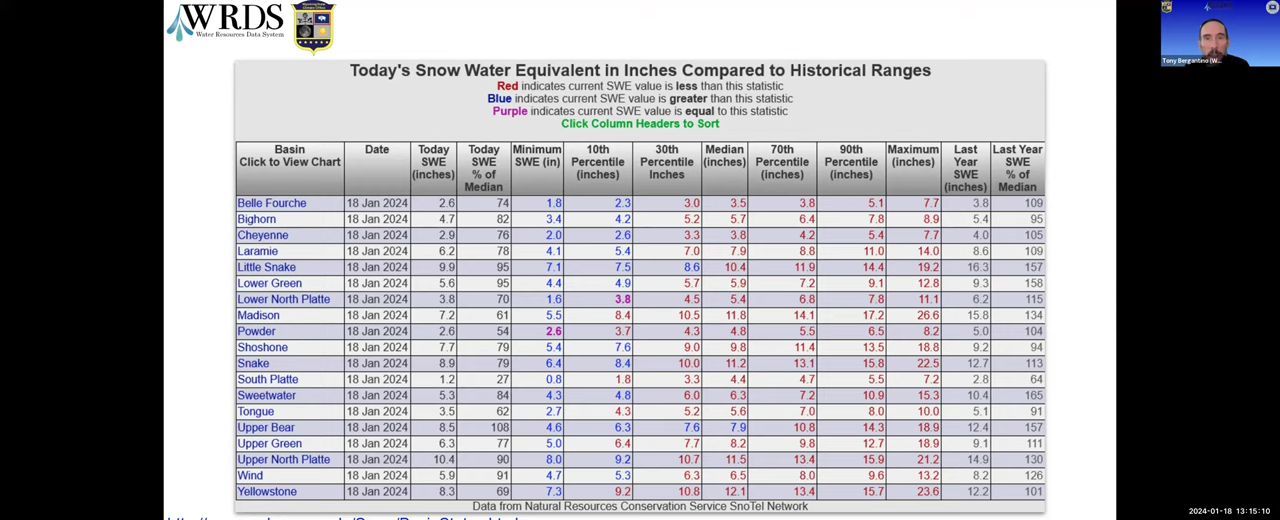 WRDS
Water Resources Data System
Tony Bergantino (W...
Today's Snow Water Equivalent in Inches Compared to Historical Ranges
Red indicates current SWE value is less than this statistic
Blue indicates current SWE value is greater than this statistic
Purple indicates current SWE value is equal to this statistic
Click Column Headers to Sort
Basin Click to View Chart Date Today SWE (inches) Today SWE % of Median Minimum SWE (in) 10th Percentile (inches) 30th Percentile Inches Median (inches) 70th Percentile (inches) 90th Percentile (inches) Maximum (inches) Last Year SWE (inches) Last Year SWE % of Median
Belle Fourche 18 Jan 2024 2.6 74 1.8 2.3 3.0 3.5 3.8 5.1 7.7 3.8 109
Bighorn 18 Jan 2024 4.7 82 3.4 4.2 5.2 5.7 6.4 7.8 8.9 5.4 95
Cheyenne 18 Jan 2024 2.9 76 2.0 2.6 3.3 3.8 4.2 5.4 7.7 4.0 105
Laramie 18 Jan 2024 6.2 78 4.1 5.4 7.0 7.9 8.8 11.0 14.0 8.6 109
Little Snake 18 Jan 2024 9.9 95 7.1 7.5 8.6 10.4 11.9 14.4 19.2 16.3 157
Lower Green 18 Jan 2024 5.6 95 4.4 4.9 5.7 5.9 7.2 9.1 12.8 9.3 158
Lower North Platte 18 Jan 2024 3.8 70 1.6 3.8 4.5 5.4 6.8 7.8 11.1 6.2 115
Madison 18 Jan 2024 7.2 61 5.5 8.4 10.5 11.8 14.1 17.2 26.6 15.8 134
Powder 18 Jan 2024 2.6 54 2.6 3.7 4.3 4.8 5.5 6.5 8.2 5.0 104
Shoshone 18 Jan 2024 7.7 79 5.4 7.6 9.0 9.8 11.4 13.5 18.8 9.2 94
Snake 18 Jan 2024 8.9 79 6.4 8.4 10.0 11.2 13.1 15.8 22.5 12.7 113
South Platte 18 Jan 2024 1.2 27 0.8 1.8 3.3 4.4 4.7 5.5 7.2 2.8 64
Sweetwater 18 Jan 2024 5.3 84 4.3 4.8 6.0 6.3 7.2 10.9 15.3 10.4 165
Tongue 18 Jan 2024 3.5 62 2.7 4.3 5.2 5.6 7.0 8.0 10.0 5.1 91
Upper Bear 18 Jan 2024 8.5 108 4.6 6.3 7.6 7.9 10.8 14.3 18.9 12.4 157
Upper Green 18 Jan 2024 6.3 77 5.0 6.4 7.7 8.2 9.8 12.7 18.9 9.1 111
Upper North Platte 18 Jan 2024 10.4 90 8.0 9.2 10.7 11.5 13.4 15.9 21.2 14.9 130
Wind 18 Jan 2024 5.9 91 4.7 5.3 6.3 6.5 8.0 9.6 13.2 8.2 126
Yellowstone 18 Jan 2024 8.3 69 7.3 9.2 10.8 12.1 13.4 15.7 23.6 12.2 101
Data from Natural Resources Conservation Service SnoTel Network
2024-01-18 13:15:10